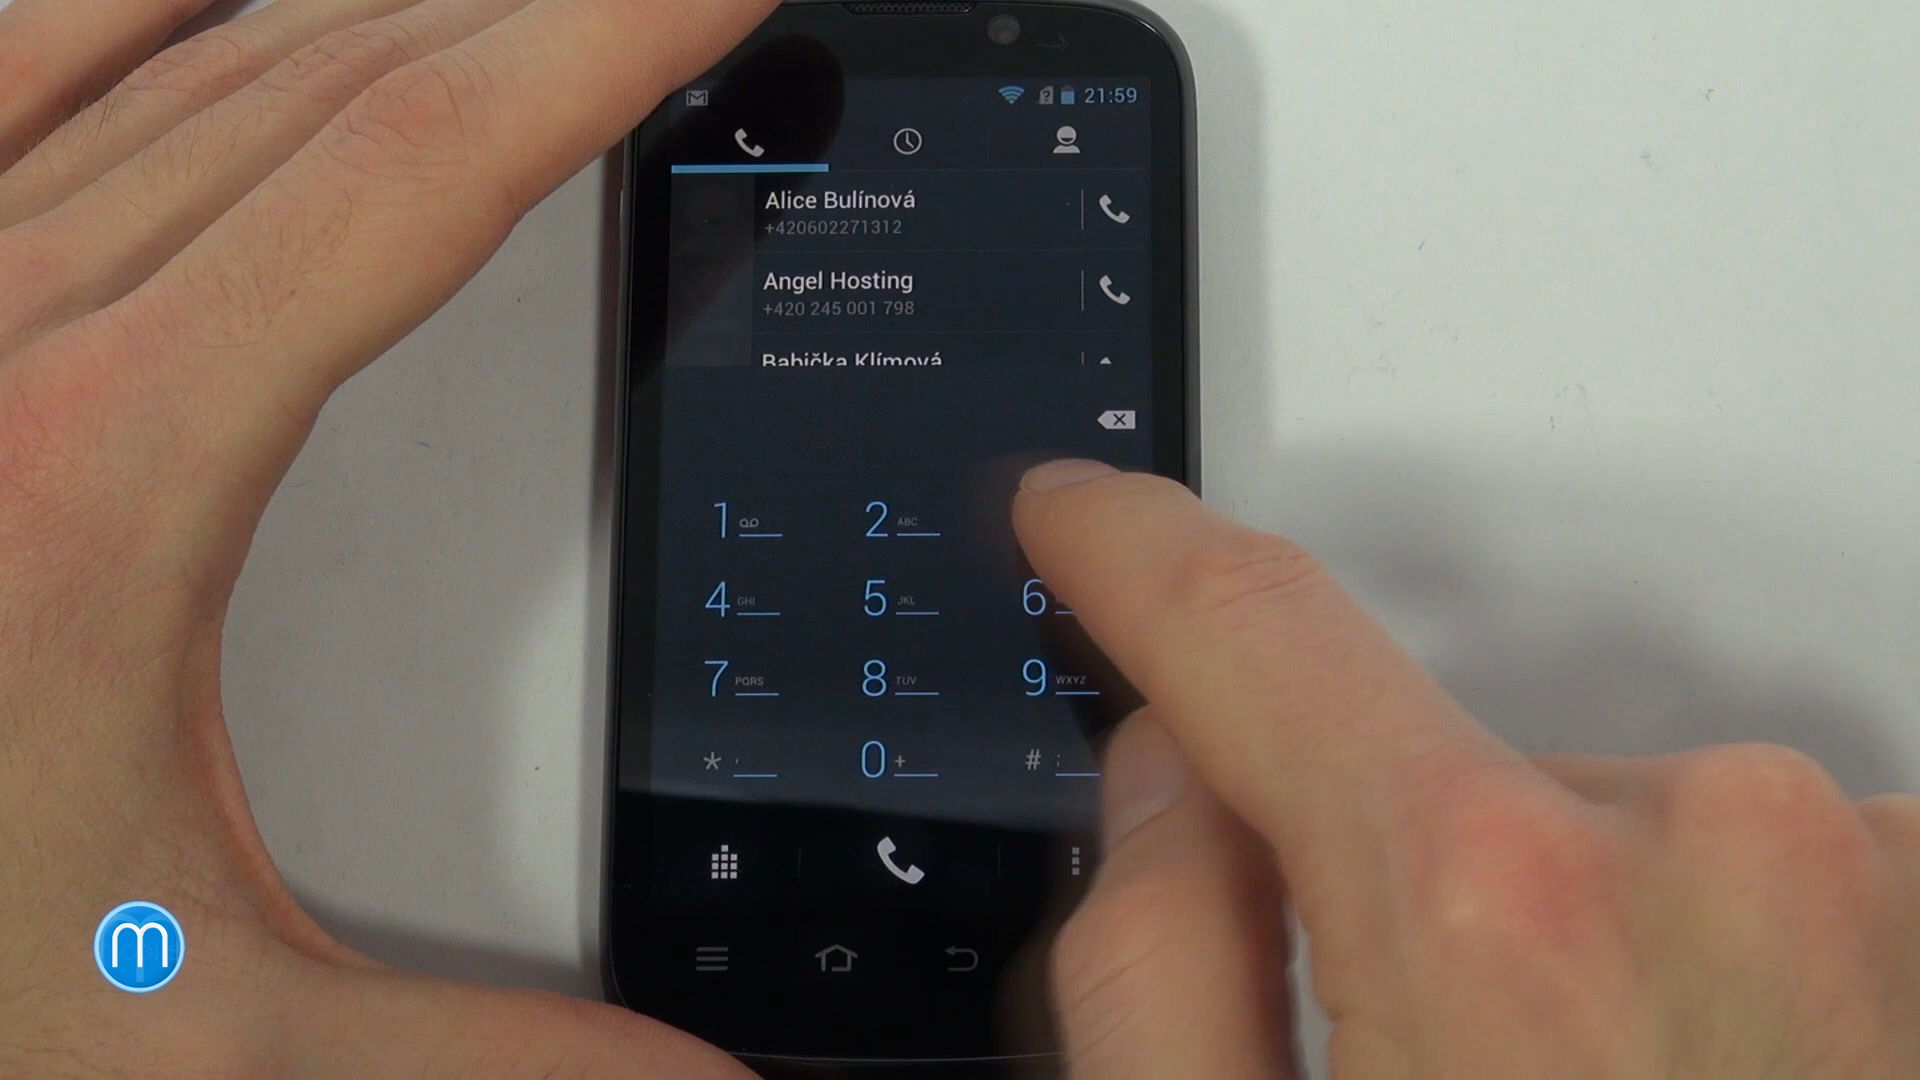 21:59
Alice Bulínová
+420602271312
Angel Hosting
+420 245 001 798
Babička Klímová
1
2 ABC
4 GHI
5 JKL
6
7 PQRS
8 TUV
9 WXYZ
* ,
0 +
# ;
m